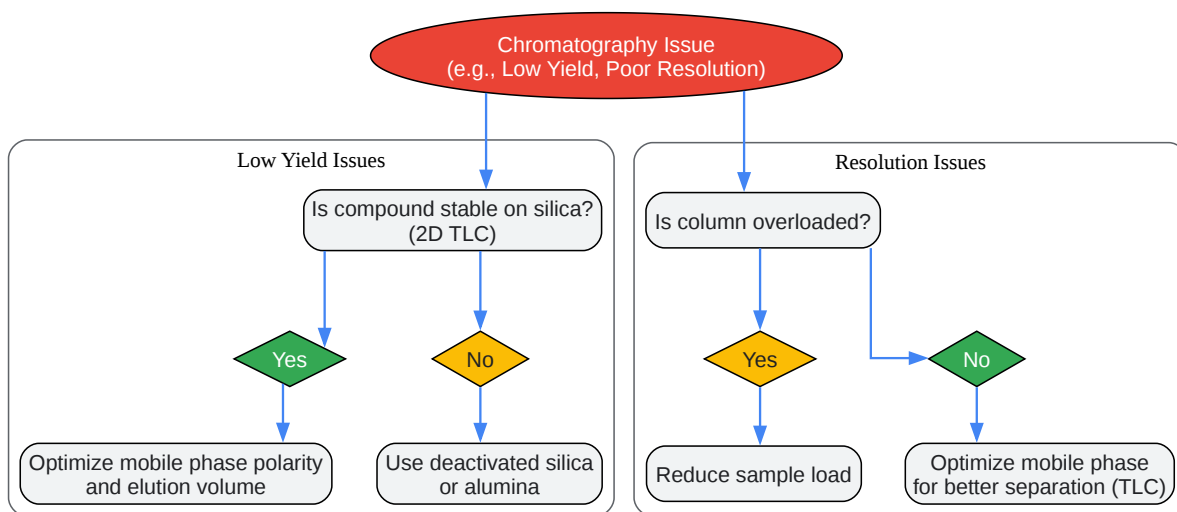 Chromatography Issue
(e.g., Low Yield, Poor Resolution)
Low Yield Issues
Is compound stable on silica?
(2D TLC)
Yes
No
Optimize mobile phase polarity
and elution volume
Use deactivated silica
or alumina
Resolution Issues
Is column overloaded?
Yes
No
Reduce sample load
Optimize mobile phase
for better separation (TLC)